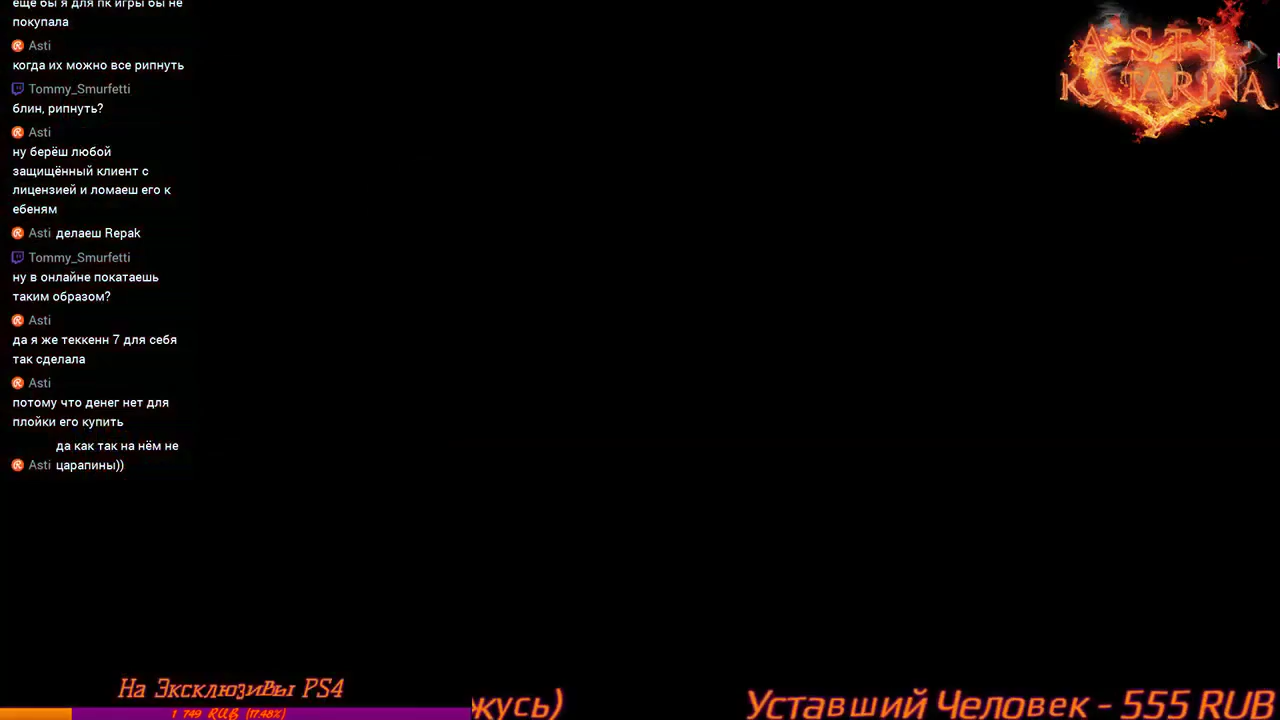 ещё бы я для пк игры бы не
покупала
Asti
когда их можно все рипнуть
Tommy_Smurfetti
блин, рипнуть?
Asti
ну берёш любой
защищённый клиент с
лицензией и ломаеш его к
ебеням
Asti делаеш Repak
Tommy_Smurfetti
ну в онлайне покатаешь
таким образом?
Asti
да я же теккенн 7 для себя
так сделала
Asti
потому что денег нет для
плойки его купить
да как так на нём не
Asti царапины))
ASTI
KATARINA
На Эксклюзивы PS4
1 749 RUB (17.48%)
жусь)
Уставший Человек - 555 RUB